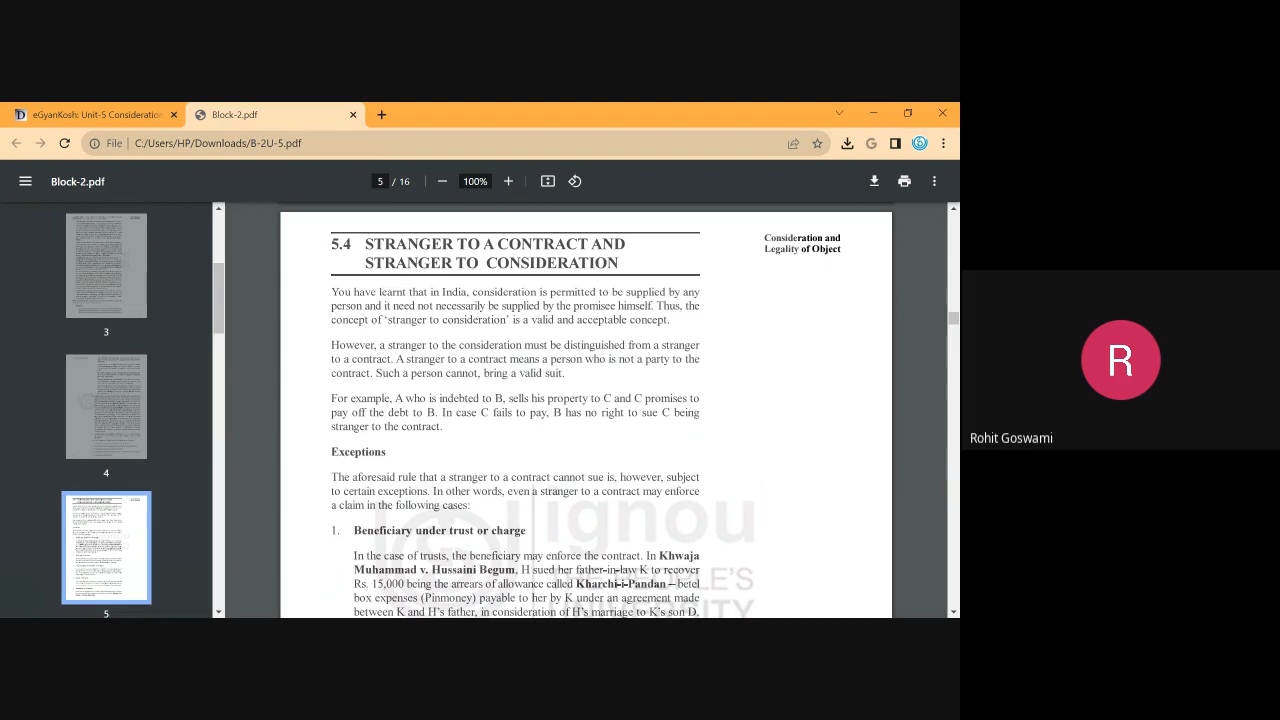 eGyanKosh: Unit-5 Consideration
Block-2.pdf
File
C:/Users/HP/Downloads/B-2U-5.pdf
Block-2.pdf
5 / 16
100%
3
4
5
5.4 STRANGER TO A CONTRACT AND
STRANGER TO CONSIDERATION
Consideration and
Legality of Object
You have learnt that in India, consideration is permitted to be supplied by any
person and it need not necessarily be supplied by the promisee himself. Thus, the
concept of ‘stranger to consideration’ is a valid and acceptable concept.
However, a stranger to the consideration must be distinguished from a stranger
to a contract. A stranger to a contract means a person who is not a party to the
contract. Such a person cannot, bring a valid suit.
For example, A who is indebted to B, sells his property to C and C promises to
pay off the debt to B. In case C fails to pay, B has no right to sue C being
stranger to the contract.
Exceptions
The aforesaid rule that a stranger to a contract cannot sue is, however, subject
to certain exceptions. In other words, even a stranger to a contract may enforce
a claim in the following cases:
1. Beneficiary under trust or charge
In the case of trusts, the beneficiary may enforce the contract. In Khwaja
Muhammad v. Hussaini Begum, H sued her father-in-law K to recover
Rs. 15,000 being the arrears of allowance called Kharchi-i-Pandan – betel
box expenses (Pinmoney) payable to her by K under an agreement made
between K and H’s father, in consideration of H’s marriage to K’s son D.
ignou
R
Rohit Goswami